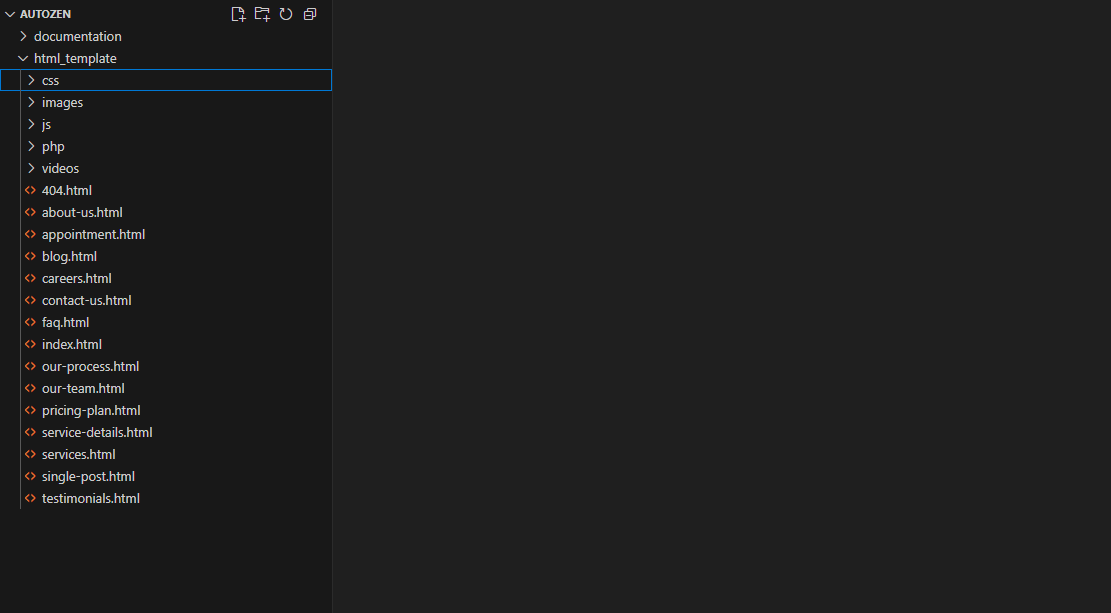 AUTOZEN
documentation
html_template
css
images
js
php
videos
404.html
about-us.html
appointment.html
blog.html
careers.html
contact-us.html
faq.html
index.html
our-process.html
our-team.html
pricing-plan.html
service-details.html
services.html
single-post.html
testimonials.html